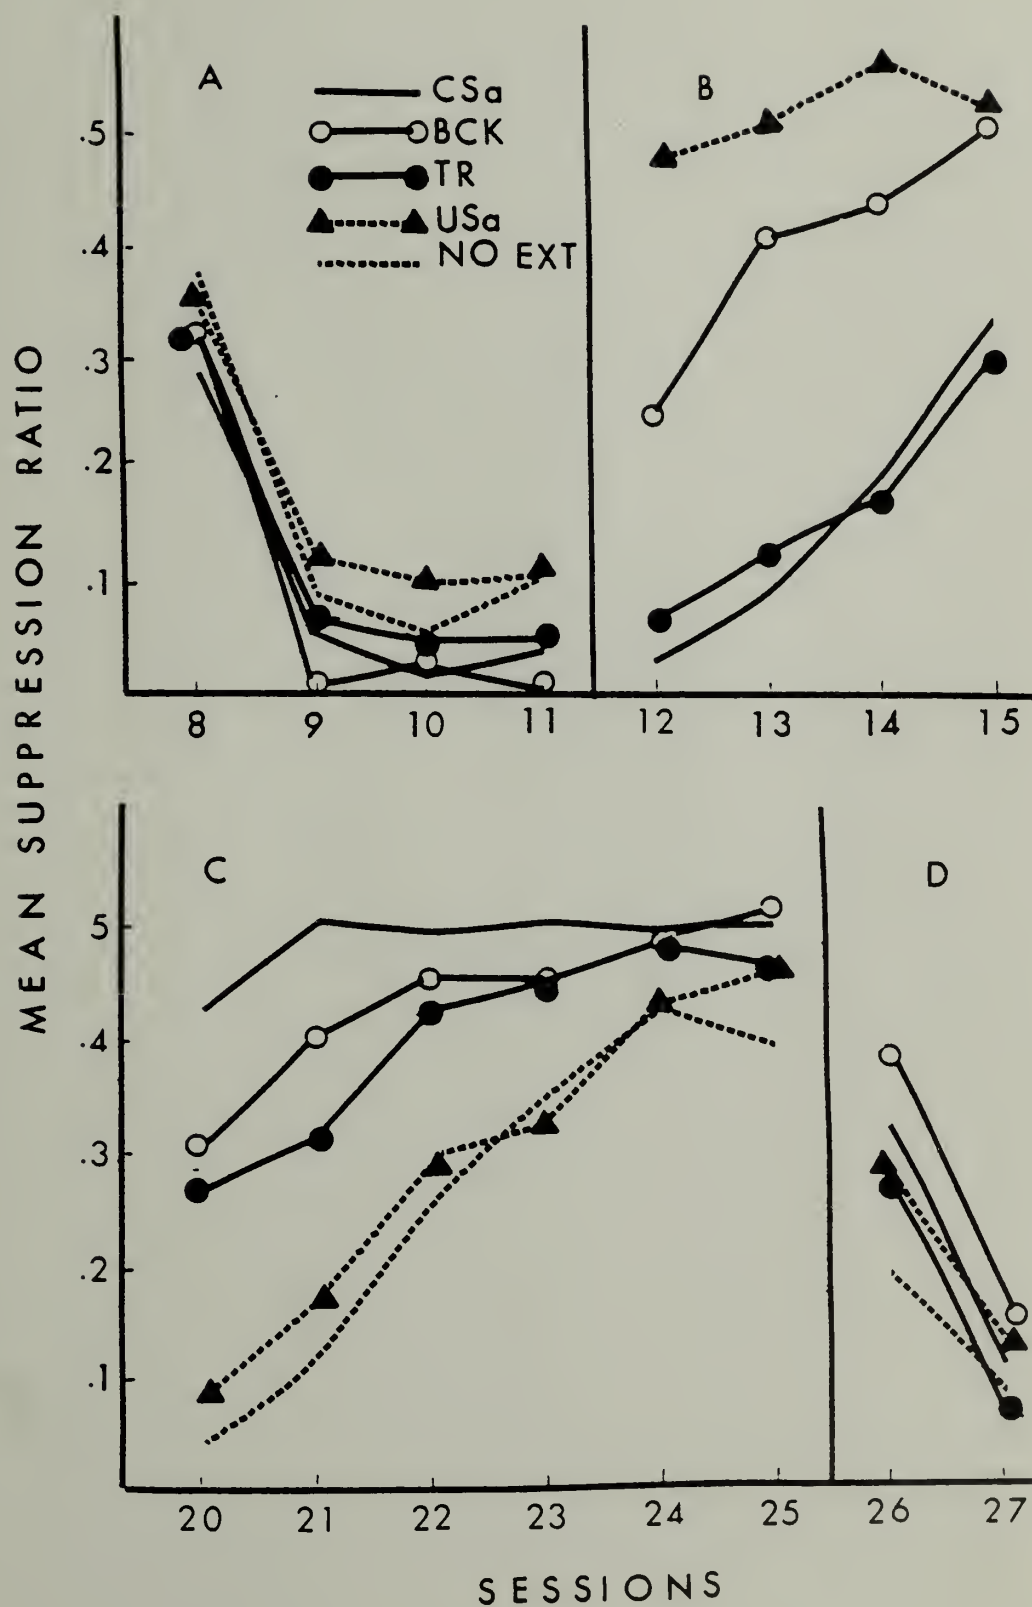 A
B
CSa
BCK
TR
USa
NO EXT
.5
.4
.3
.2
.1
8 9 10 11 12 13 14 15
C
D
.5
.4
.3
.2
.1
20 21 22 23 24 25 26 27
MEAN SUPPRESSION RATIO
SESSIONS